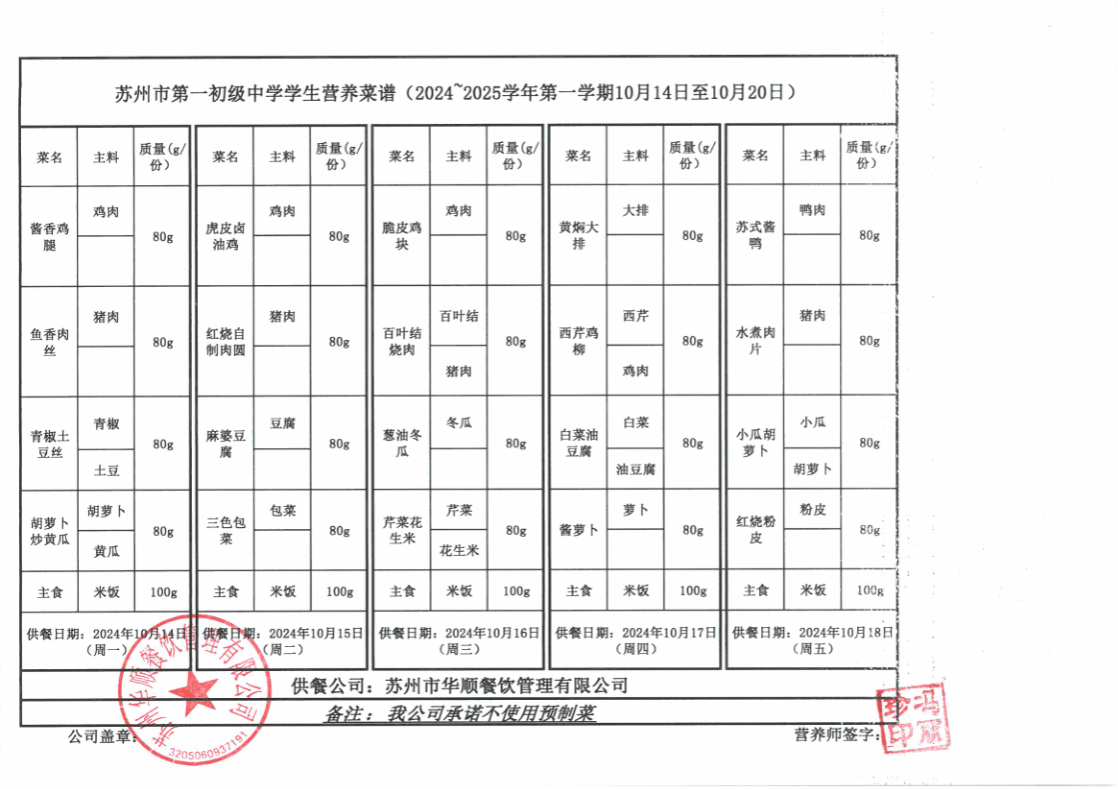 苏州市第一初级中学学生营养菜谱（2024~2025学年第一学期10月14日至10月20日）
菜名 主料 质量(g/份) 菜名 主料 质量(g/份) 菜名 主料 质量(g/份) 菜名 主料 质量(g/份) 菜名 主料 质量(g/份)
酱香鸡腿 鸡肉 80g 虎皮卤油鸡 鸡肉 80g 脆皮鸡块 鸡肉 80g 黄焖大排 大排 80g 苏式酱鸭 鸭肉 80g
鱼香肉丝 猪肉 80g 红烧自制肉圆 猪肉 80g 百叶结烧肉 百叶结 猪肉 80g 西芹鸡柳 西芹 鸡肉 80g 水煮肉片 猪肉 80g
青椒土豆丝 青椒 土豆 80g 麻婆豆腐 豆腐 80g 葱油冬瓜 冬瓜 80g 白菜油豆腐 白菜 油豆腐 80g 小瓜胡萝卜 小瓜 胡萝卜 80g
胡萝卜炒黄瓜 胡萝卜 黄瓜 80g 三色包菜 包菜 80g 芹菜花生米 芹菜 花生米 80g 酱萝卜 萝卜 80g 红烧粉皮 粉皮 80g
主食 米饭 100g 主食 米饭 100g 主食 米饭 100g 主食 米饭 100g 主食 米饭 100g
供餐日期：2024年10月14日（周一） 供餐日期：2024年10月15日（周二） 供餐日期：2024年10月16日（周三） 供餐日期：2024年10月17日（周四） 供餐日期：2024年10月18日（周五）
供餐公司：苏州市华顺餐饮管理有限公司
备注：我公司承诺不使用预制菜
公司盖章：
营养师签字：
苏州华顺餐饮管理有限公司
3205060937191